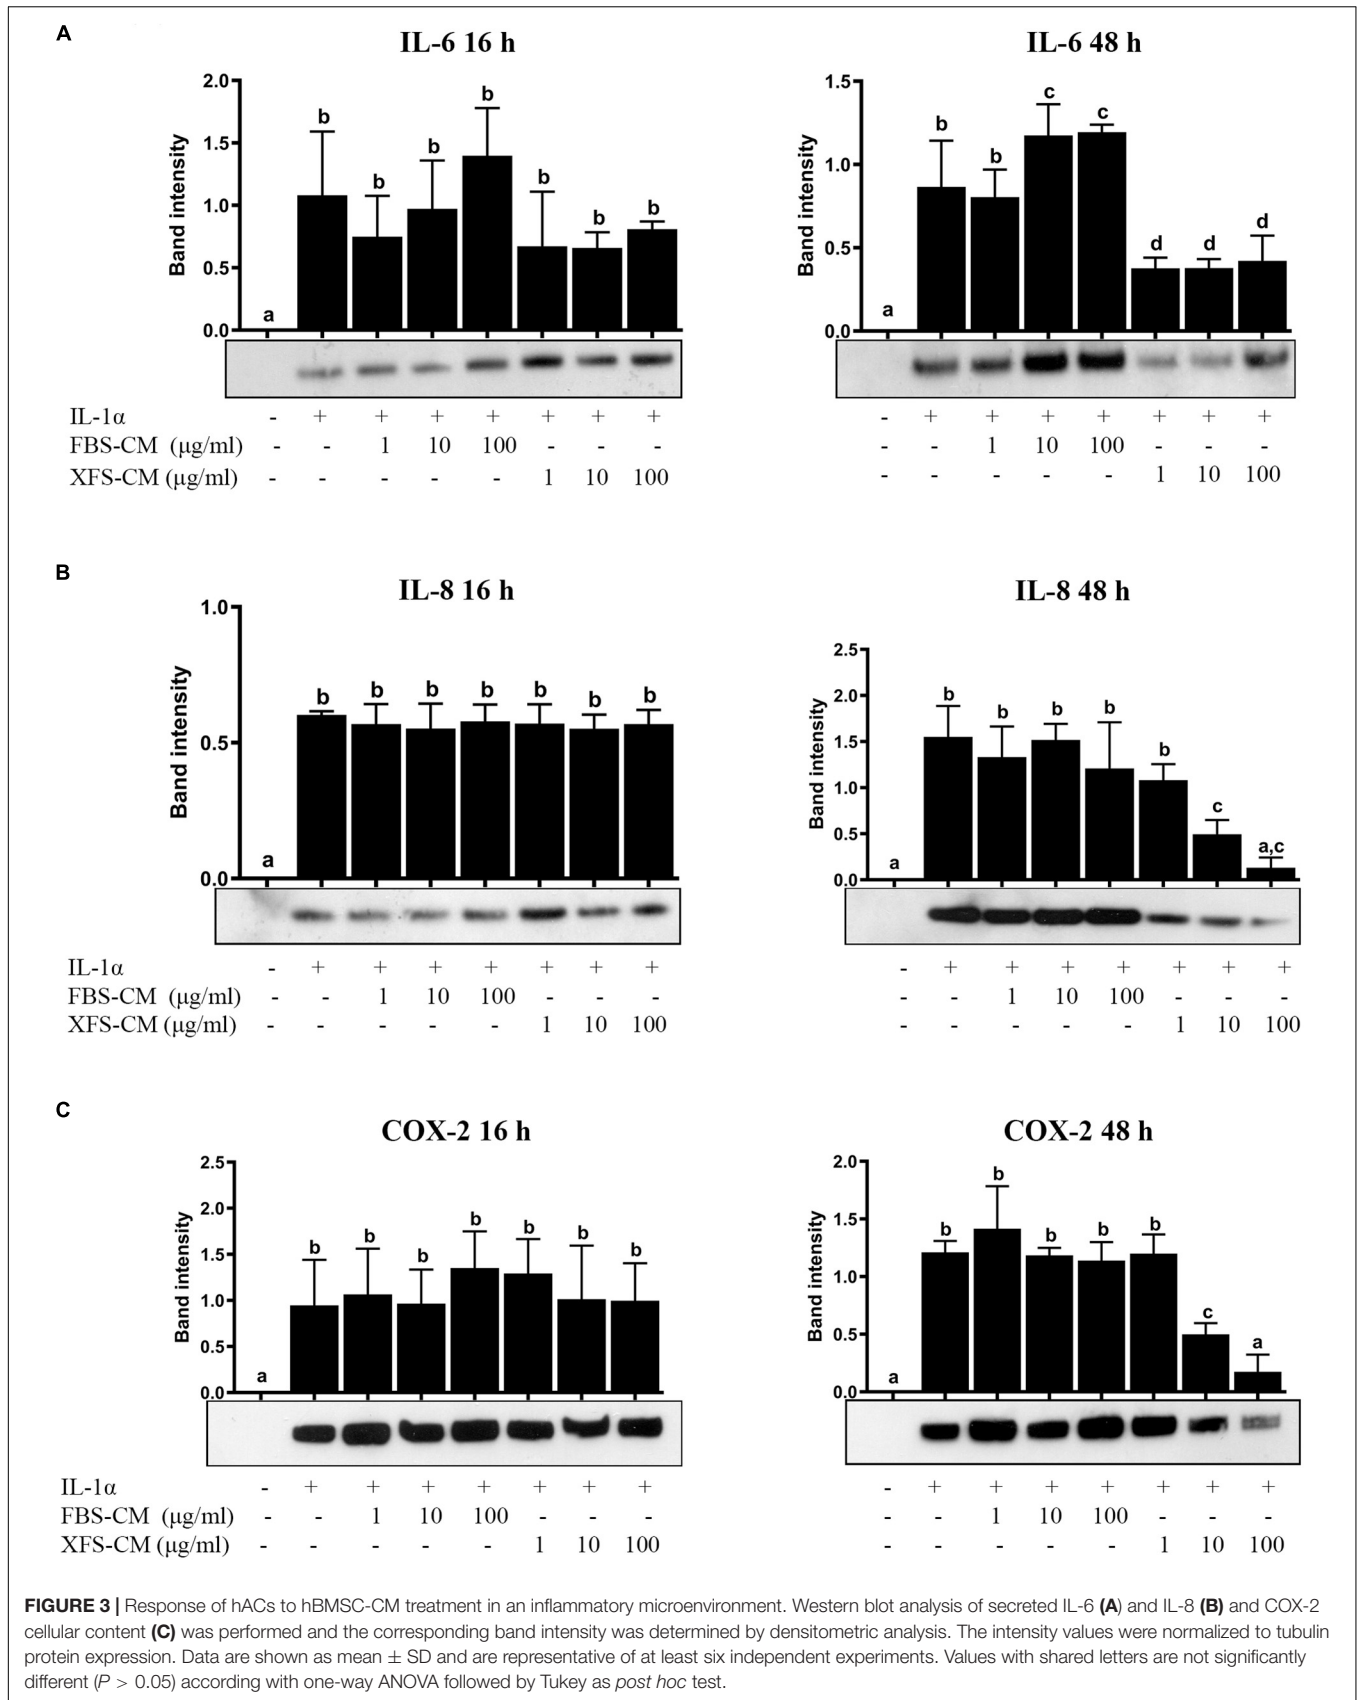 A
IL-6 16 h
IL-6 48 h
Band intensity
2.0
1.5
1.0
0.5
0.0
a b b b b b b b
Band intensity
1.5
1.0
0.5
0.0
a b b c c d d d
IL-1α - + + + + + + + - + + + + + + +
FBS-CM (μg/ml) - - 1 10 100 - - - - - 1 10 100 - - -
XFS-CM (μg/ml) - - - - - 1 10 100 - - - - - 1 10 100
B
IL-8 16 h
IL-8 48 h
Band intensity
1.0
0.5
0.0
a b b b b b b b
Band intensity
2.5
2.0
1.5
1.0
0.5
0.0
a b b b b b c a,c
IL-1α - + + + + + + + - + + + + + + +
FBS-CM (μg/ml) - - 1 10 100 - - - - - 1 10 100 - - -
XFS-CM (μg/ml) - - - - - 1 10 100 - - - - - 1 10 100
C
COX-2 16 h
COX-2 48 h
Band intensity
2.5
2.0
1.5
1.0
0.5
0.0
a b b b b b b b
Band intensity
2.0
1.5
1.0
0.5
0.0
a b b b b b c a
IL-1α - + + + + + + + - + + + + + + +
FBS-CM (μg/ml) - - 1 10 100 - - - - - 1 10 100 - - -
XFS-CM (μg/ml) - - - - - 1 10 100 - - - - - 1 10 100
FIGURE 3 | Response of hACs to hBMSC-CM treatment in an inflammatory microenvironment. Western blot analysis of secreted IL-6 (A) and IL-8 (B) and COX-2
cellular content (C) was performed and the corresponding band intensity was determined by densitometric analysis. The intensity values were normalized to tubulin
protein expression. Data are shown as mean ± SD and are representative of at least six independent experiments. Values with shared letters are not significantly
different (P > 0.05) according with one-way ANOVA followed by Tukey as post hoc test.